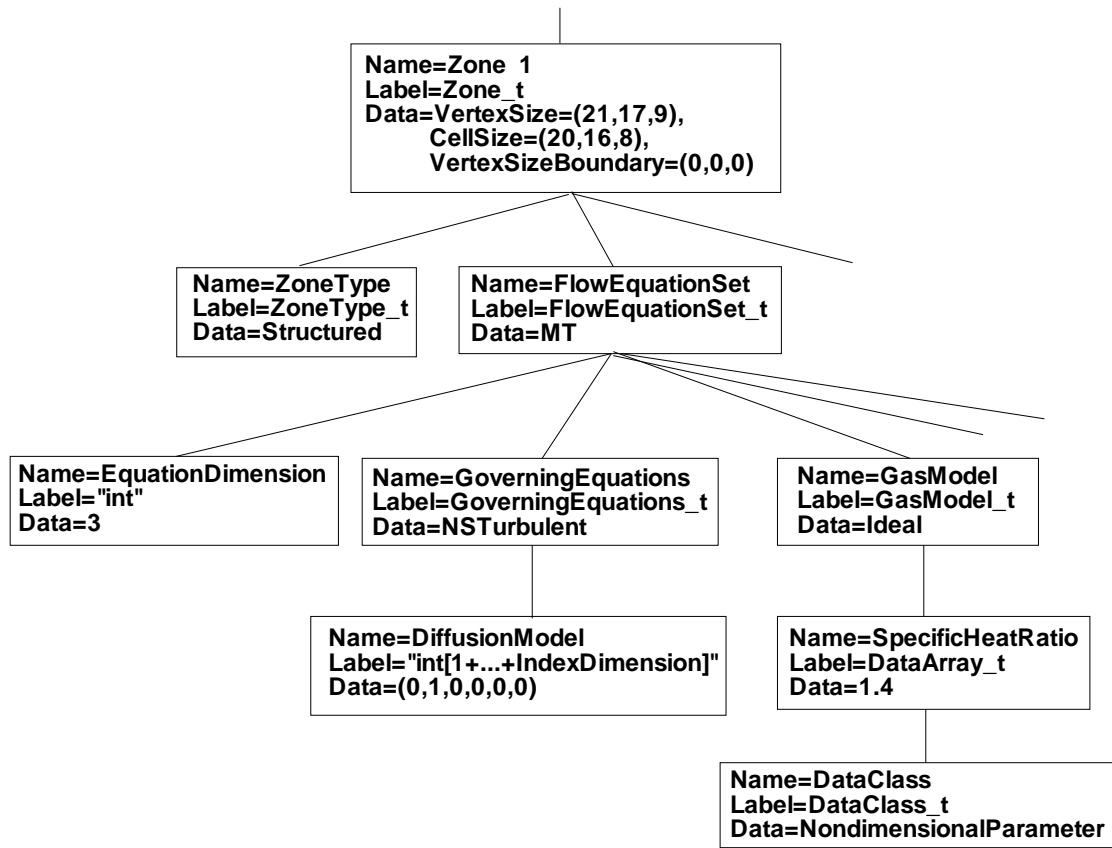 Name=Zone 1
Label=Zone_t
Data=VertexSize=(21,17,9),
CellSize=(20,16,8),
VertexSizeBoundary=(0,0,0)
Name=ZoneType
Label=ZoneType_t
Data=Structured
Name=FlowEquationSet
Label=FlowEquationSet_t
Data=MT
Name=EquationDimension
Label="int"
Data=3
Name=GoverningEquations
Label=GoverningEquations_t
Data=NSTurbulent
Name=GasModel
Label=GasModel_t
Data=Ideal
Name=DiffusionModel
Label="int[1+...+IndexDimension]"
Data=(0,1,0,0,0,0)
Name=SpecificHeatRatio
Label=DataArray_t
Data=1.4
Name=DataClass
Label=DataClass_t
Data=NondimensionalParameter